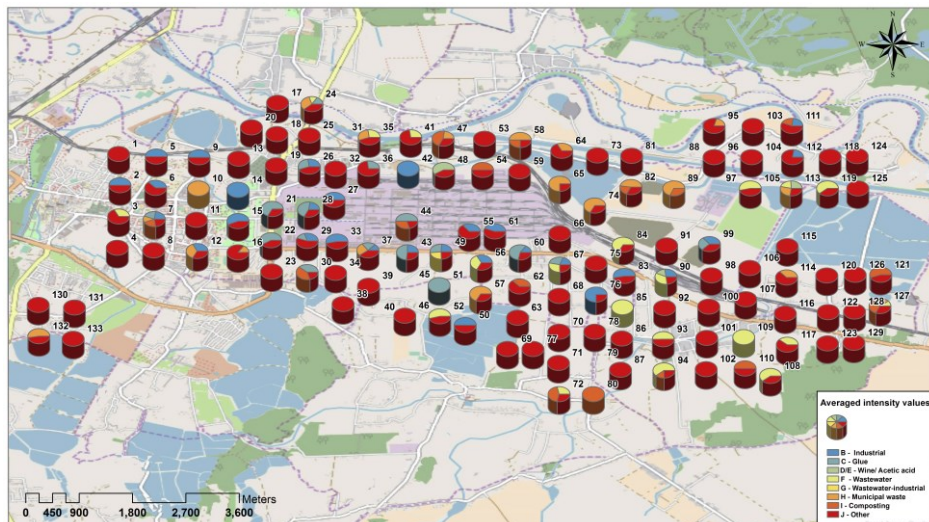 N
W E
S
17 24
20 18 25
31 35 41 47 53 58
95 103 111
1 5 9 13 19 26 32 36 42 48 54 59
64 73 81 88 96 104 112 118 124
2 6 10 14
65 74 82 89 97 105 113 119 125
3 7 11 15 21 28 27
44 55 61 66
4 8 12 16 22 29 33
37 43 49 56 60
84 91 99 115
23 30 34 39 45 51 57 62 67 75 83 90 98 106 114 120 126 121
130 131 38 40 46 52 50 63 68 76 85 92 100 107 116 122 128 127
132 133 69 77 70 78 86 93 101 109 117 123 129
71 79 87 94 102 110 108
72 80
Averaged intensity values
B - Industrial
C - Glue
D/E - Wine/ Acetic acid
F - Wastewater
G - Wastewater-industrial
H - Municipal waste
I - Composting
J - Other
Meters
0 450 900 1,800 2,700 3,600